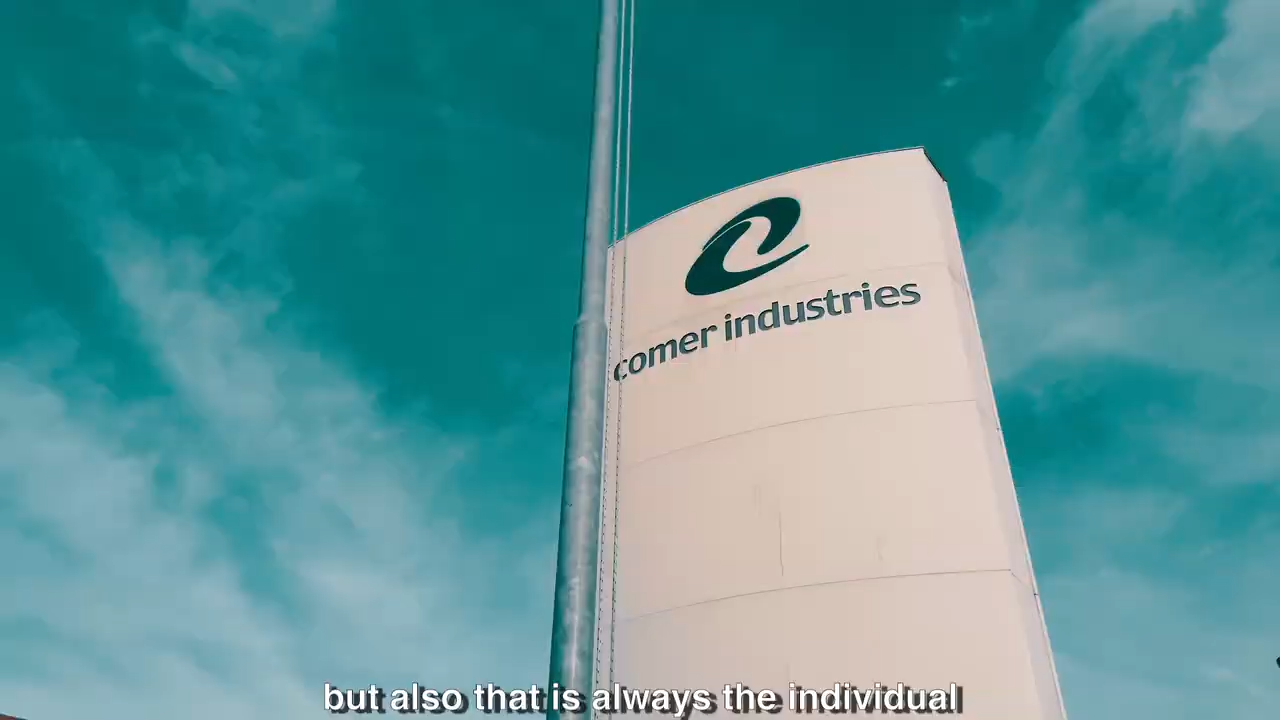 comer industries
but also that is always the individual